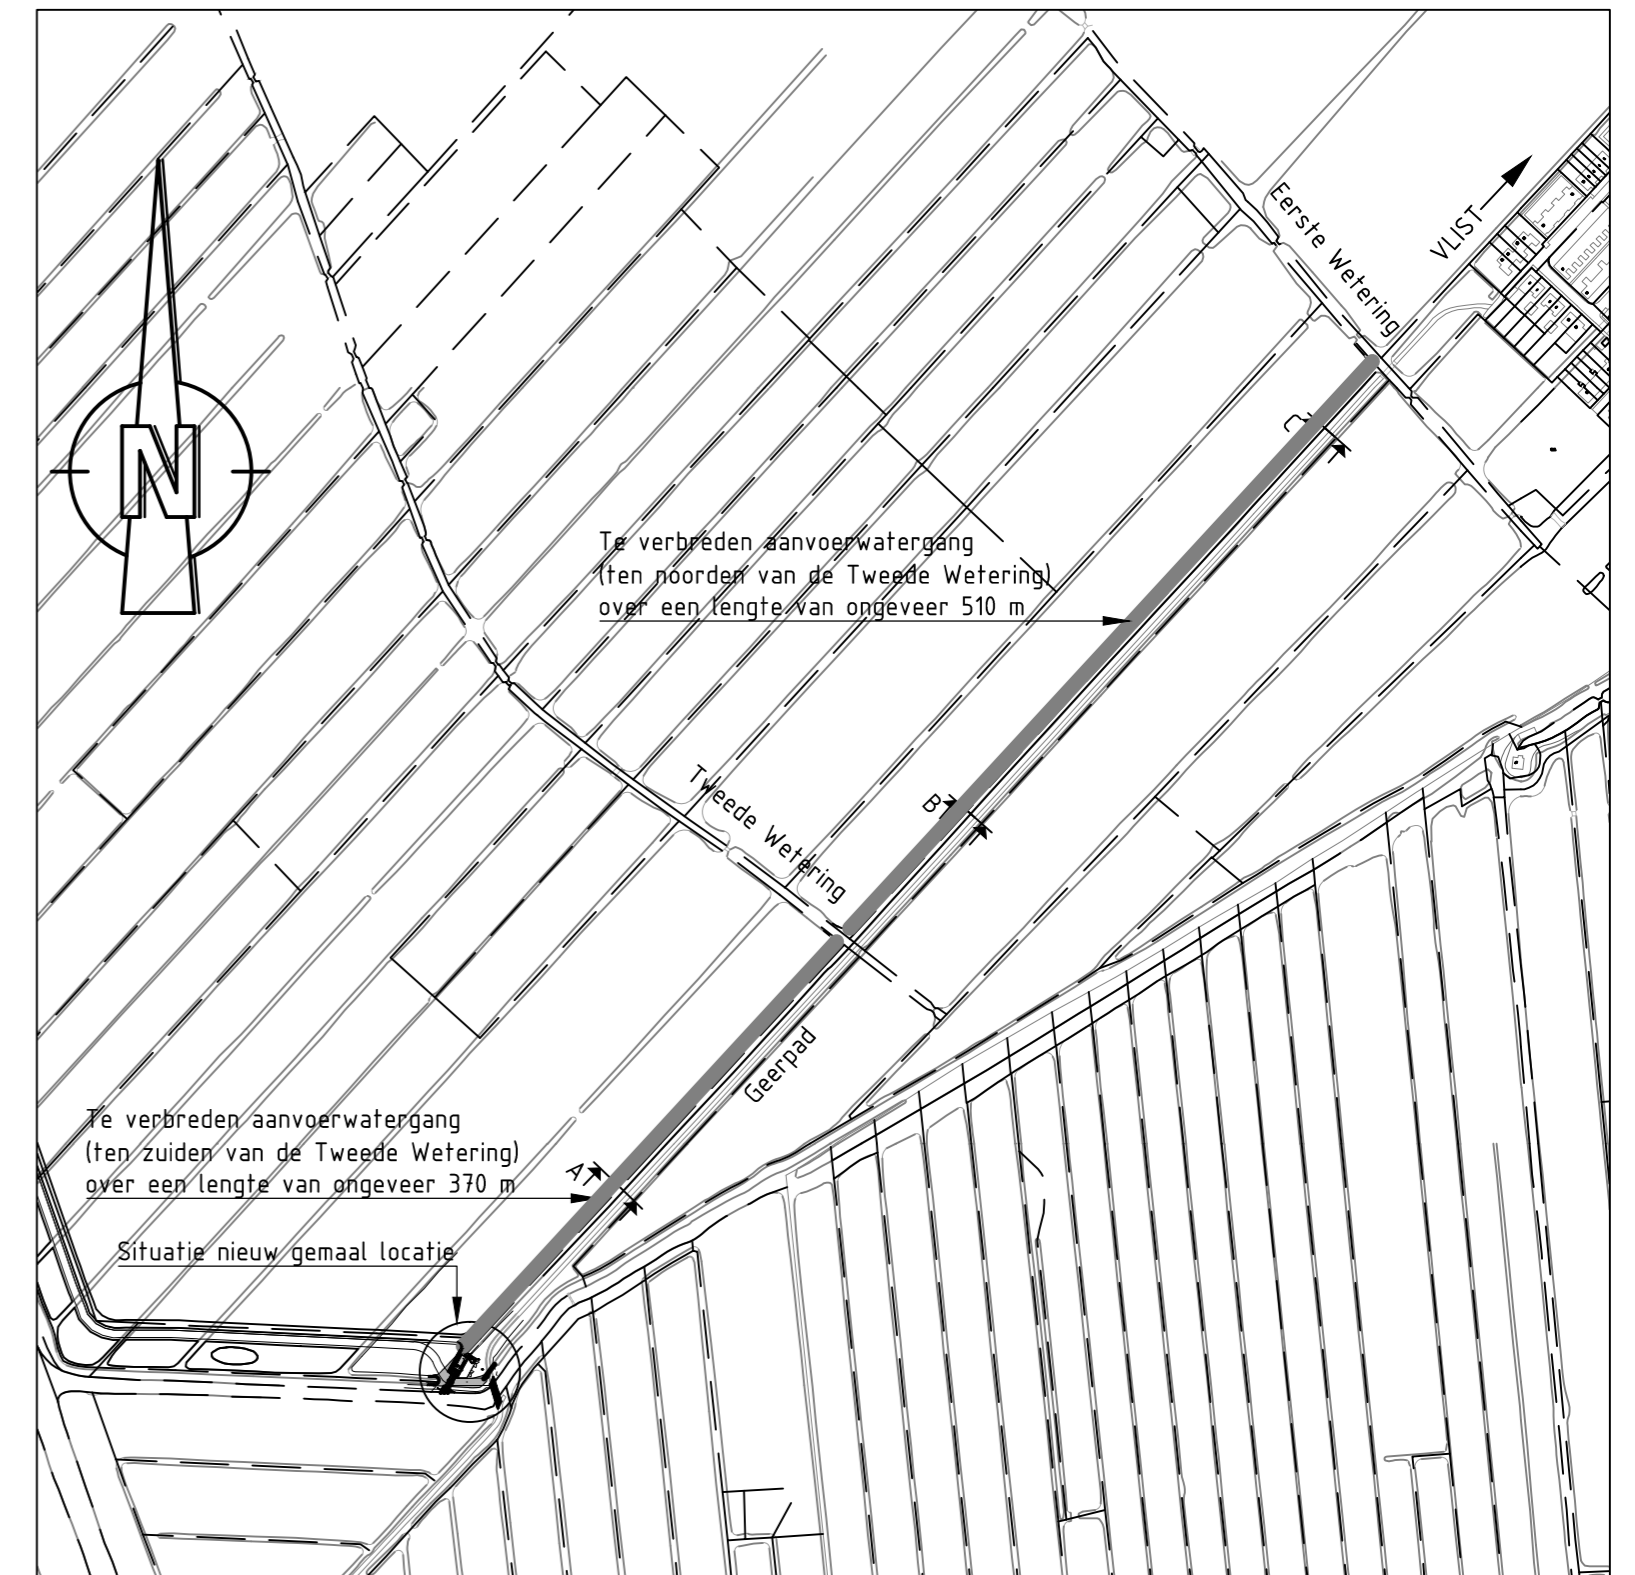 Eerste Wetering
VLIST
N
C
Te verbreden aanvoerwatergang
(ten noorden van de Tweede Wetering)
over een lengte van ongeveer 510 m
Tweede Wetering
B
Geerpad
Te verbreden aanvoerwatergang
(ten zuiden van de Tweede Wetering)
over een lengte van ongeveer 370 m
A
Situatie nieuw gemaal locatie